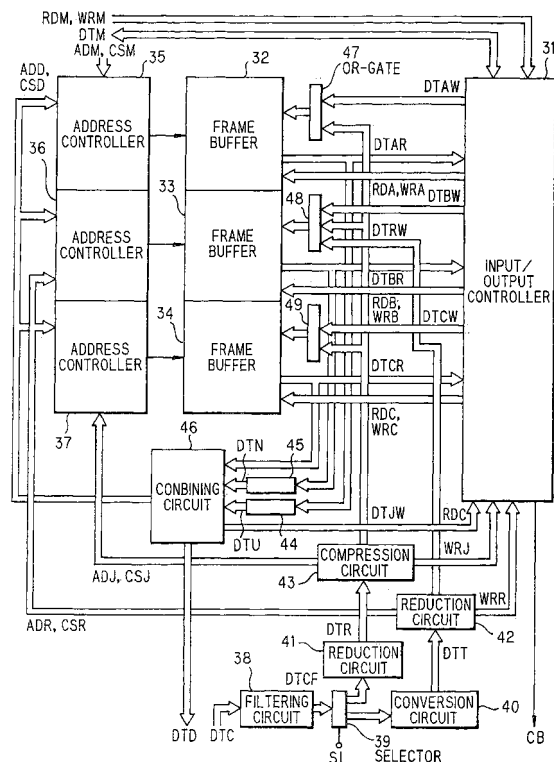 RDM, WRM
DTM
ADM, CSM
35
32
47
OR-GATE
31
ADD,
CSD
36
ADDRESS
CONTROLLER
FRAME
BUFFER
DTAW
DTAR
RDA, WRA
DTBW
33
48
ADDRESS
CONTROLLER
FRAME
BUFFER
DTRW
INPUT/
OUTPUT
CONTROLLER
DTBR
RDB,
WRB
DTCW
34
49
ADDRESS
CONTROLLER
FRAME
BUFFER
DTCR
RDC,
WRC
37
46
DTN
45
CONBINING
CIRCUIT
DTU
44
DTJW
RDC
ADJ, CSJ
COMPRESSION
CIRCUIT
43
WRJ
ADR, CSR
DTR
REDUCTION
CIRCUIT
42
WRR
41
REDUCTION
CIRCUIT
DTT
38
DTCF
FILTERING
CIRCUIT
CONVERSION
CIRCUIT
40
DTD
DTC
39
SELECTOR
SL
CB